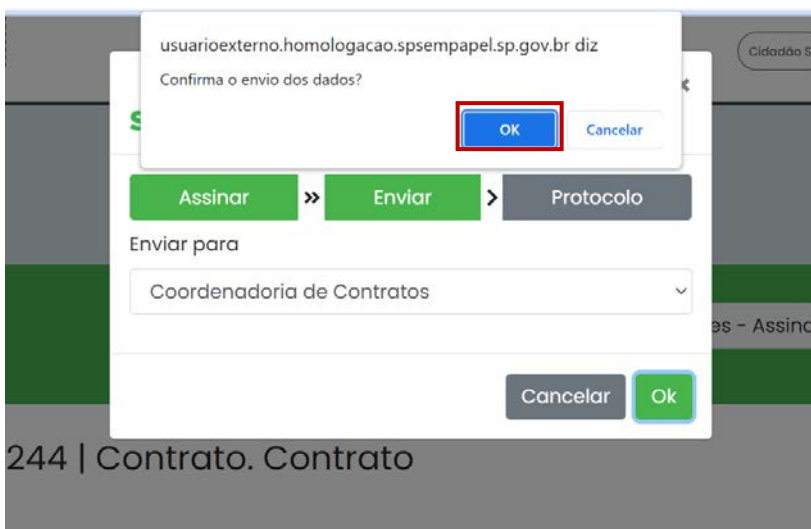 usuarioexterno.homologacao.spsempapel.sp.gov.br diz
Confirma o envio dos dados?
OK Cancelar
Cidadão S
S
Assinar » Enviar > Protocolo
Enviar para
Coordenadoria de Contratos
es - Assina
Cancelar Ok
244 | Contrato. Contrato